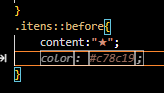 }
.itens::before{
content:"★";
color: #c78c19;
}